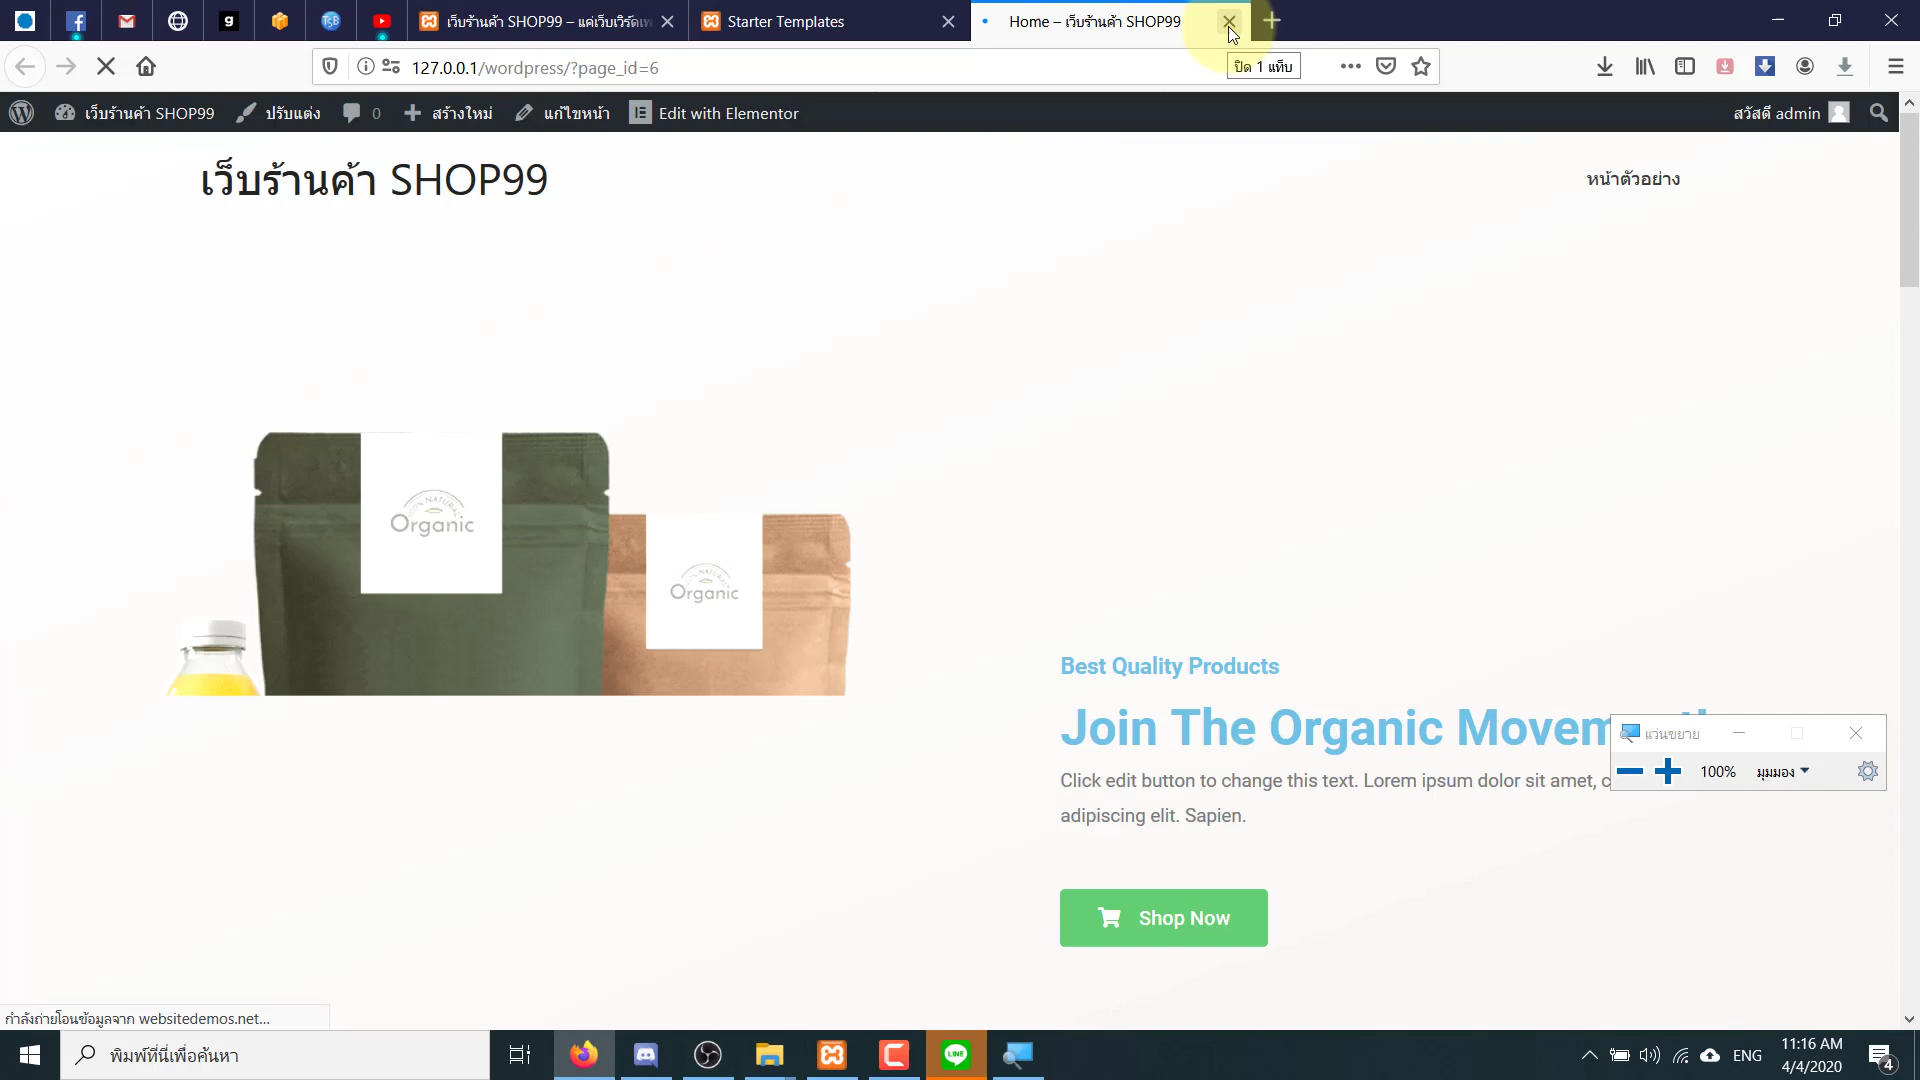 เว็บร้านค้า SHOP99 – แค่เว็บเวิร์ดเพ
Starter Templates
Home – เว็บร้านค้า SHOP99
127.0.0.1/wordpress/?page_id=6
ปิด 1 แท็บ
เว็บร้านค้า SHOP99
ปรับแต่ง
0
สร้างใหม่
แก้ไขหน้า
Edit with Elementor
สวัสดี admin
เว็บร้านค้า SHOP99
หน้าตัวอย่าง
100% NATURAL
Organic
Organic
Best Quality Products
Join The Organic Movem
Click edit button to change this text. Lorem ipsum dolor sit amet, c
adipiscing elit. Sapien.
Shop Now
แว่นขยาย
100%
มุมมอง
กำลังถ่ายโอนข้อมูลจาก websitedemos.net...
พิมพ์ที่นี่เพื่อค้นหา
LINE
ENG
11:16 AM
4/4/2020
4